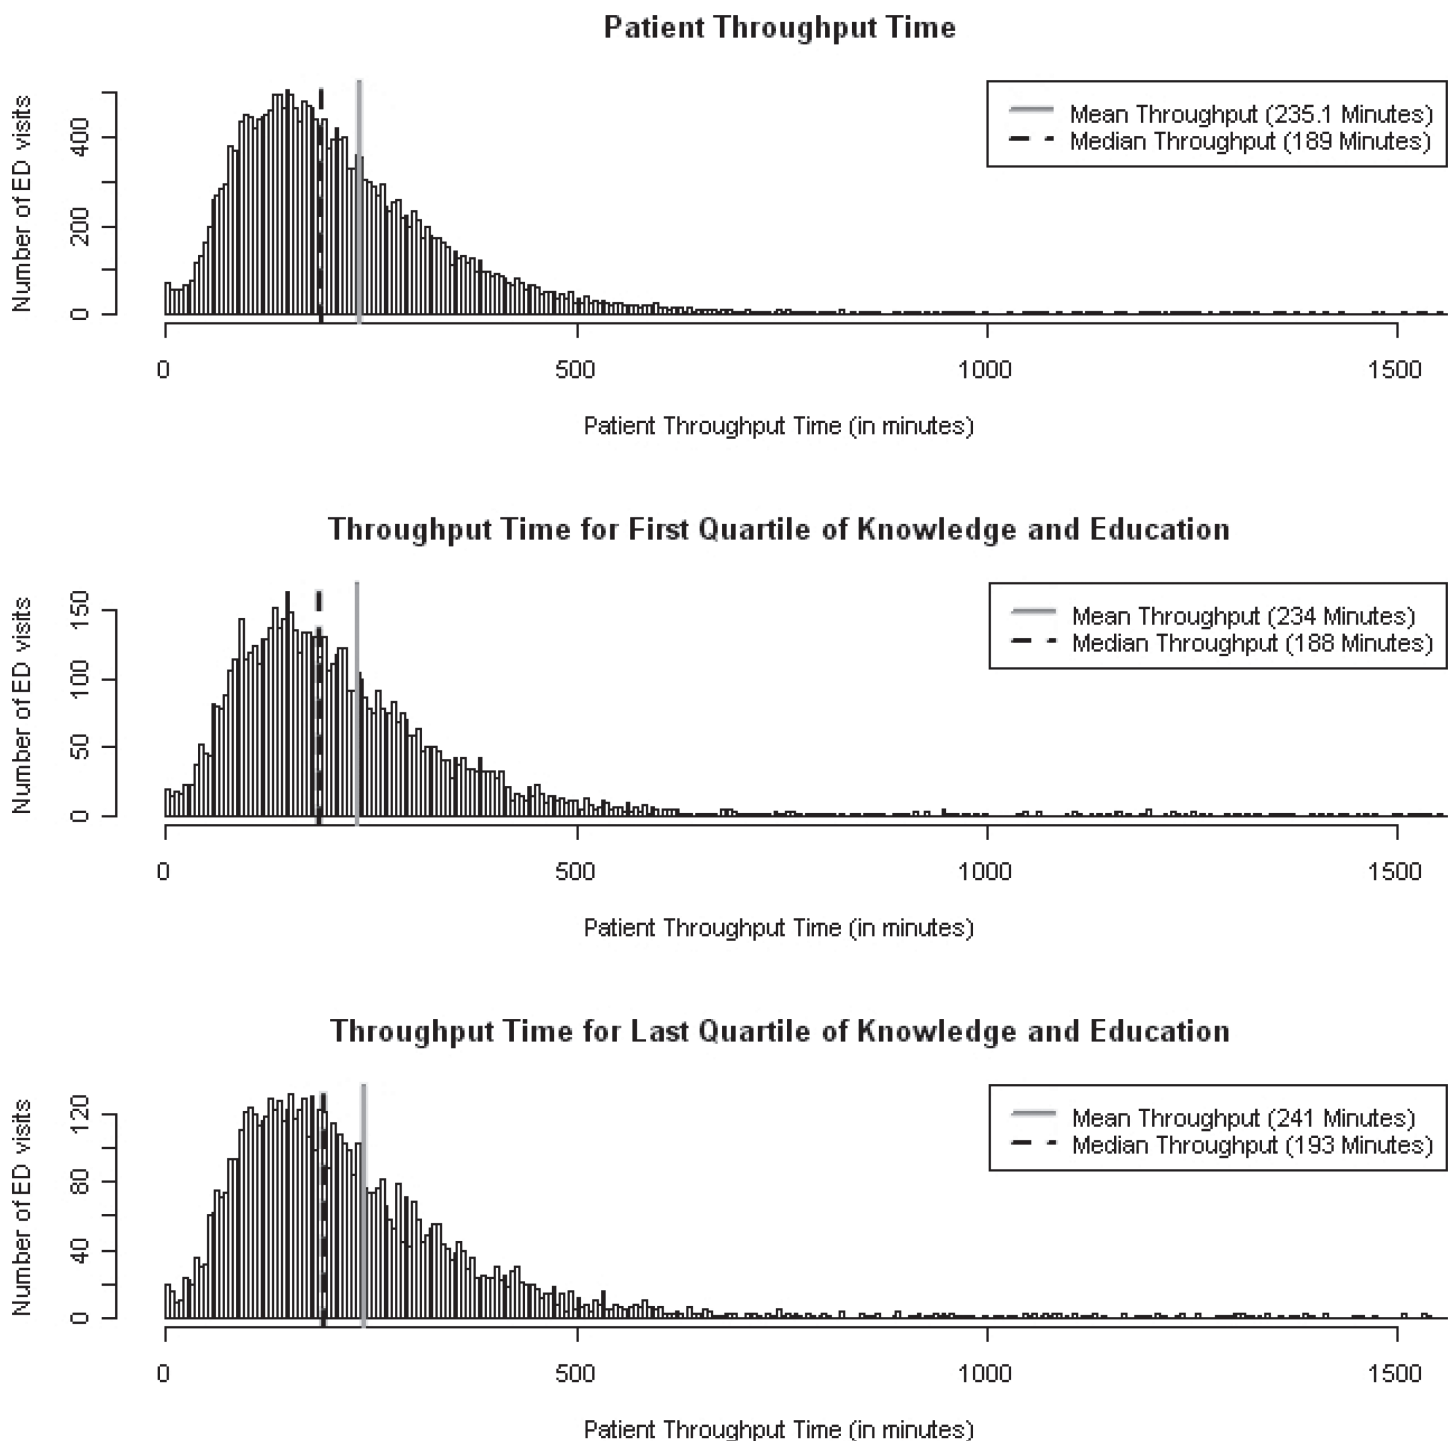 Patient Throughput Time
Number of ED visits
400
200
0
Mean Throughput (235.1 Minutes)
Median Throughput (189 Minutes)
0 500 1000 1500
Patient Throughput Time (in minutes)
Throughput Time for First Quartile of Knowledge and Education
Number of ED visits
150
100
50
0
Mean Throughput (234 Minutes)
Median Throughput (188 Minutes)
0 500 1000 1500
Patient Throughput Time (in minutes)
Throughput Time for Last Quartile of Knowledge and Education
Number of ED visits
120
80
40
0
Mean Throughput (241 Minutes)
Median Throughput (193 Minutes)
0 500 1000 1500
Patient Throughput Time (in minutes)